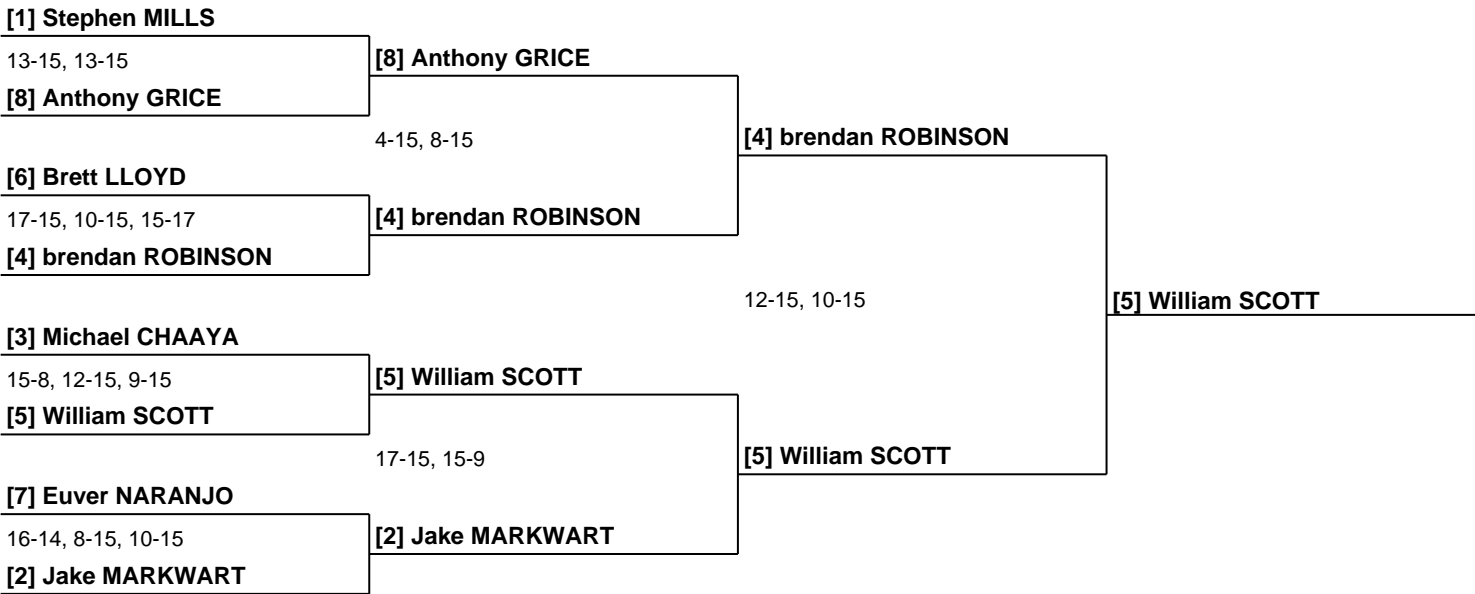 [1] Stephen MILLS
13-15, 13-15
[8] Anthony GRICE
[8] Anthony GRICE
4-15, 8-15
[4] brendan ROBINSON
[6] Brett LLOYD
17-15, 10-15, 15-17
[4] brendan ROBINSON
[4] brendan ROBINSON
12-15, 10-15
[5] William SCOTT
[3] Michael CHAAYA
15-8, 12-15, 9-15
[5] William SCOTT
[5] William SCOTT
17-15, 15-9
[5] William SCOTT
[7] Euver NARANJO
16-14, 8-15, 10-15
[2] Jake MARKWART
[2] Jake MARKWART